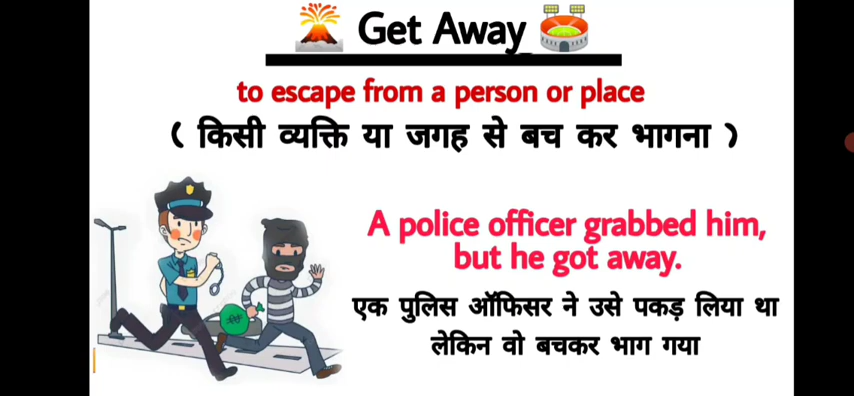 Get Away
to escape from a person or place
( किसी व्यक्ति या जगह से बच कर भागना )
A police officer grabbed him,
but he got away.
एक पुलिस ऑफिसर ने उसे पकड़ लिया था
लेकिन वो बचकर भाग गया